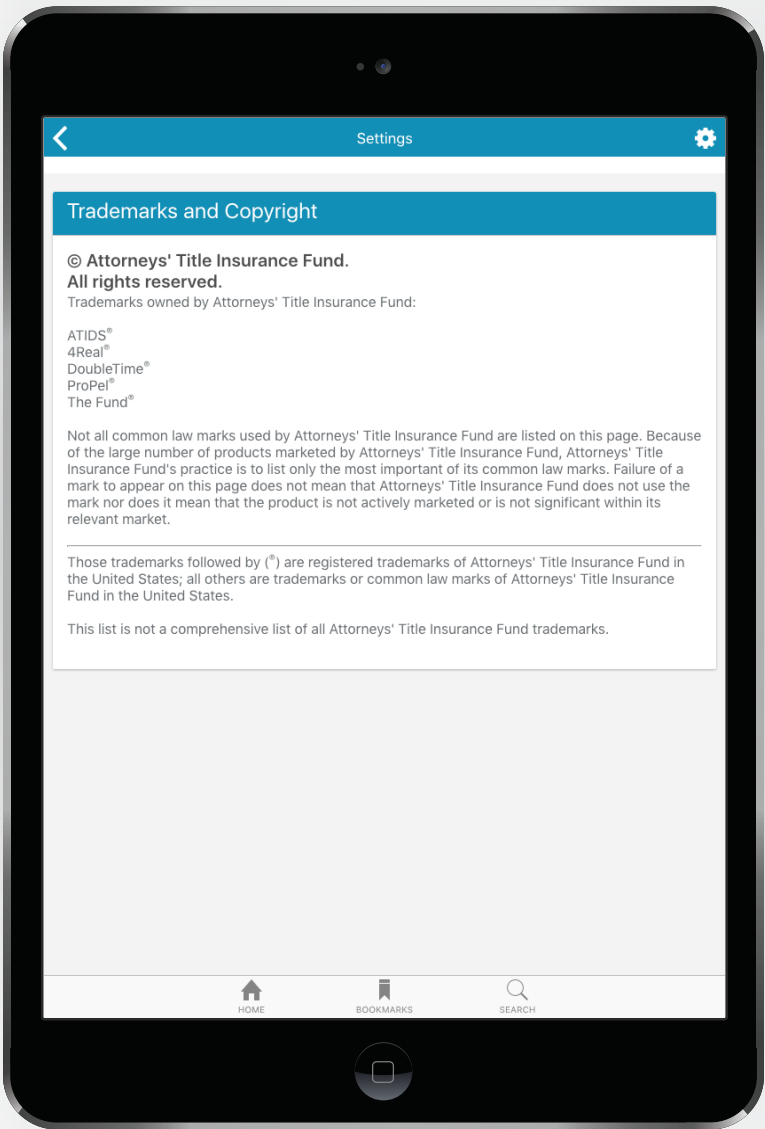 Settings
Trademarks and Copyright
© Attorneys' Title Insurance Fund.
All rights reserved.
Trademarks owned by Attorneys' Title Insurance Fund:
ATIDS®
4Real®
DoubleTime®
ProPel®
The Fund®
Not all common law marks used by Attorneys' Title Insurance Fund are listed on this page. Because
of the large number of products marketed by Attorneys' Title Insurance Fund, Attorneys' Title
Insurance Fund's practice is to list only the most important of its common law marks. Failure of a
mark to appear on this page does not mean that Attorneys' Title Insurance Fund does not use the
mark nor does it mean that the product is not actively marketed or is not significant within its
relevant market.
Those trademarks followed by (®) are registered trademarks of Attorneys' Title Insurance Fund in
the United States; all others are trademarks or common law marks of Attorneys' Title Insurance
Fund in the United States.
This list is not a comprehensive list of all Attorneys' Title Insurance Fund trademarks.
HOME
BOOKMARKS
SEARCH